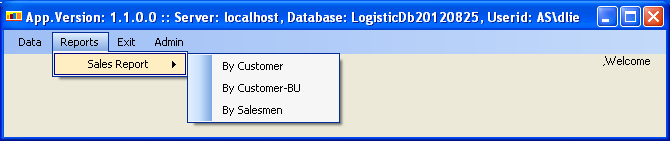 App.Version: 1.1.0.0 :: Server: localhost, Database: LogisticDb20120825, Userid: AS\dlie
Data Reports Exit Admin
,Welcome
Sales Report
By Customer
By Customer-BU
By Salesmen